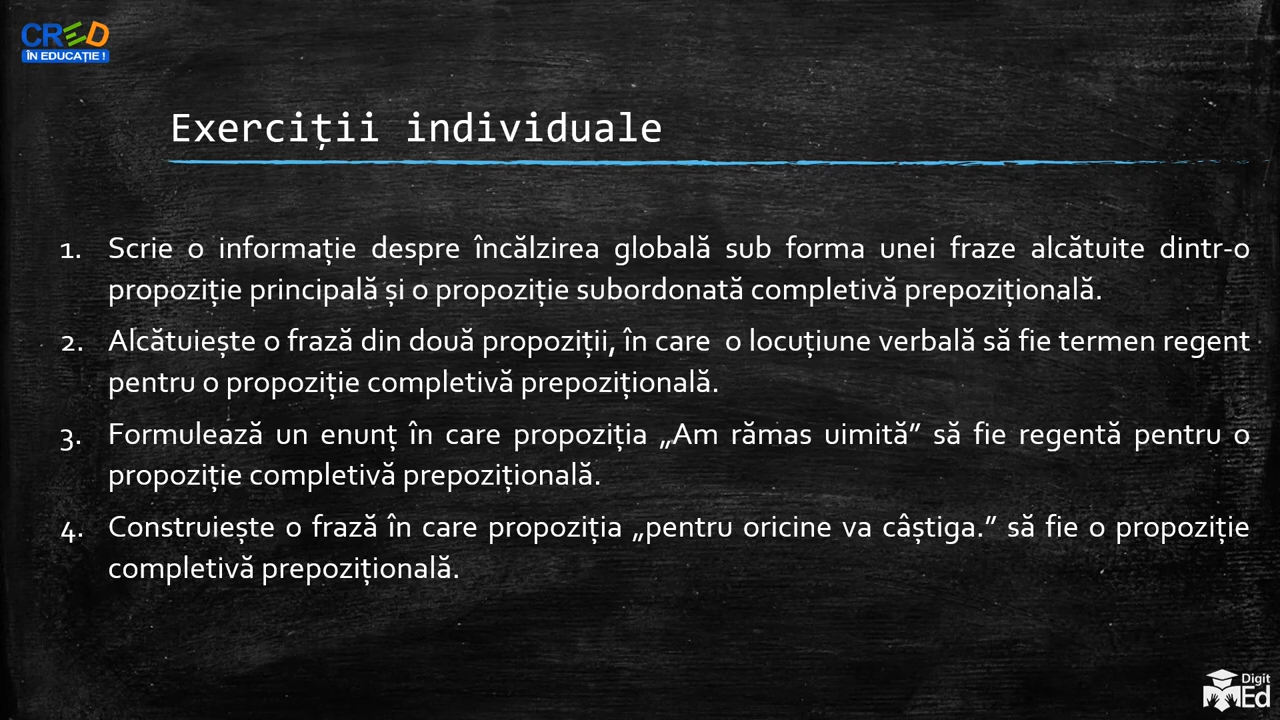 CRED
ÎN EDUCAȚIE !
Exerciții individuale
1. Scrie o informație despre încălzirea globală sub forma unei fraze alcătuite dintr-o
propoziție principală și o propoziție subordonată completivă prepozițională.
2. Alcătuiește o frază din două propoziții, în care o locuțiune verbală să fie termen regent
pentru o propoziție completivă prepozițională.
3. Formulează un enunț în care propoziția „Am rămas uimită” să fie regentă pentru o
propoziție completivă prepozițională.
4. Construiește o frază în care propoziția „pentru oricine va câștiga.” să fie o propoziție
completivă prepozițională.
Digit
Ed